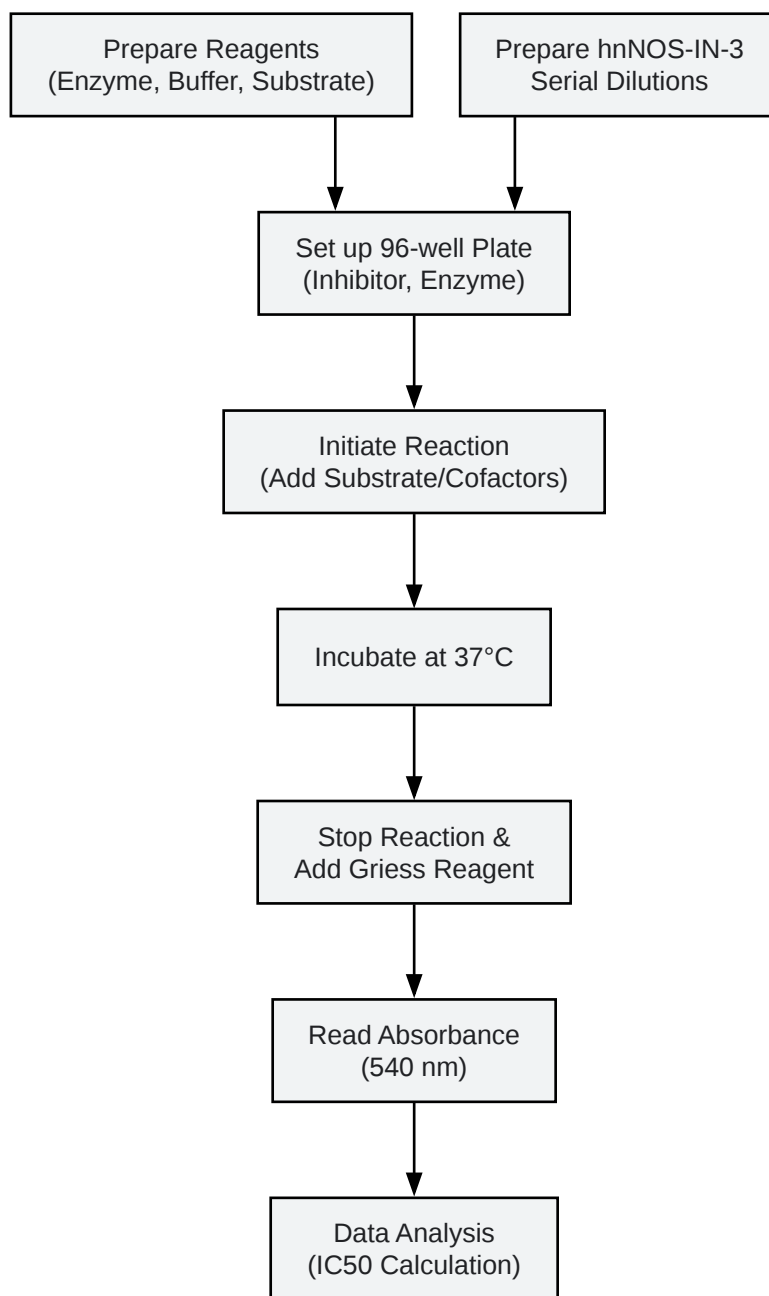 Prepare Reagents
(Enzyme, Buffer, Substrate)
Prepare hnNOS-IN-3
Serial Dilutions
Set up 96-well Plate
(Inhibitor, Enzyme)
Initiate Reaction
(Add Substrate/Cofactors)
Incubate at 37°C
Stop Reaction &
Add Griess Reagent
Read Absorbance
(540 nm)
Data Analysis
(IC50 Calculation)